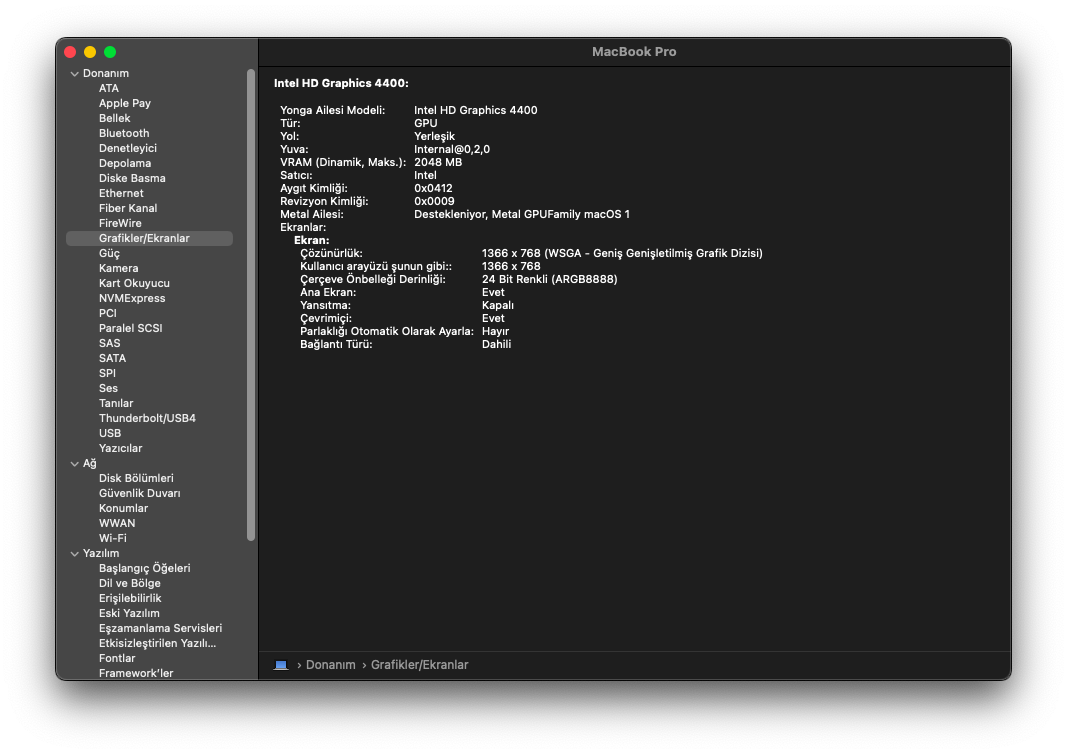 MacBook Pro
Donanım
ATA
Apple Pay
Bellek
Bluetooth
Denetleyici
Depolama
Diske Basma
Ethernet
Fiber Kanal
FireWire
Grafikler/Ekranlar
Güç
Kamera
Kart Okuyucu
NVMExpress
PCI
Paralel SCSI
SAS
SATA
SPI
Ses
Tanılar
Thunderbolt/USB4
USB
Yazıcılar
Ağ
Disk Bölümleri
Güvenlik Duvarı
Konumlar
WWAN
Wi-Fi
Yazılım
Başlangıç Öğeleri
Dil ve Bölge
Erişilebilirlik
Eski Yazılım
Eşzamanlama Servisleri
Etkisizleştirilen Yazılı...
Fontlar
Framework'ler
Intel HD Graphics 4400:
Yonga Ailesi Modeli: Intel HD Graphics 4400
Tür: GPU
Yol: Yerleşik
Yuva: Internal@0,2,0
VRAM (Dinamik, Maks.): 2048 MB
Satıcı: Intel
Aygıt Kimliği: 0x0412
Revizyon Kimliği: 0x0009
Metal Ailesi: Destekleniyor, Metal GPUFamily macOS 1
Ekranlar:
Ekran:
Çözünürlük: 1366 x 768 (WSGA - Geniş Genişletilmiş Grafik Dizisi)
Kullanıcı arayüzü şunun gibi:: 1366 x 768
Çerçeve Önbelleği Derinliği: 24 Bit Renkli (ARGB8888)
Ana Ekran: Evet
Yansıtma: Kapalı
Çevrimiçi: Evet
Parlaklığı Otomatik Olarak Ayarla: Hayır
Bağlantı Türü: Dahili
› Donanım › Grafikler/Ekranlar